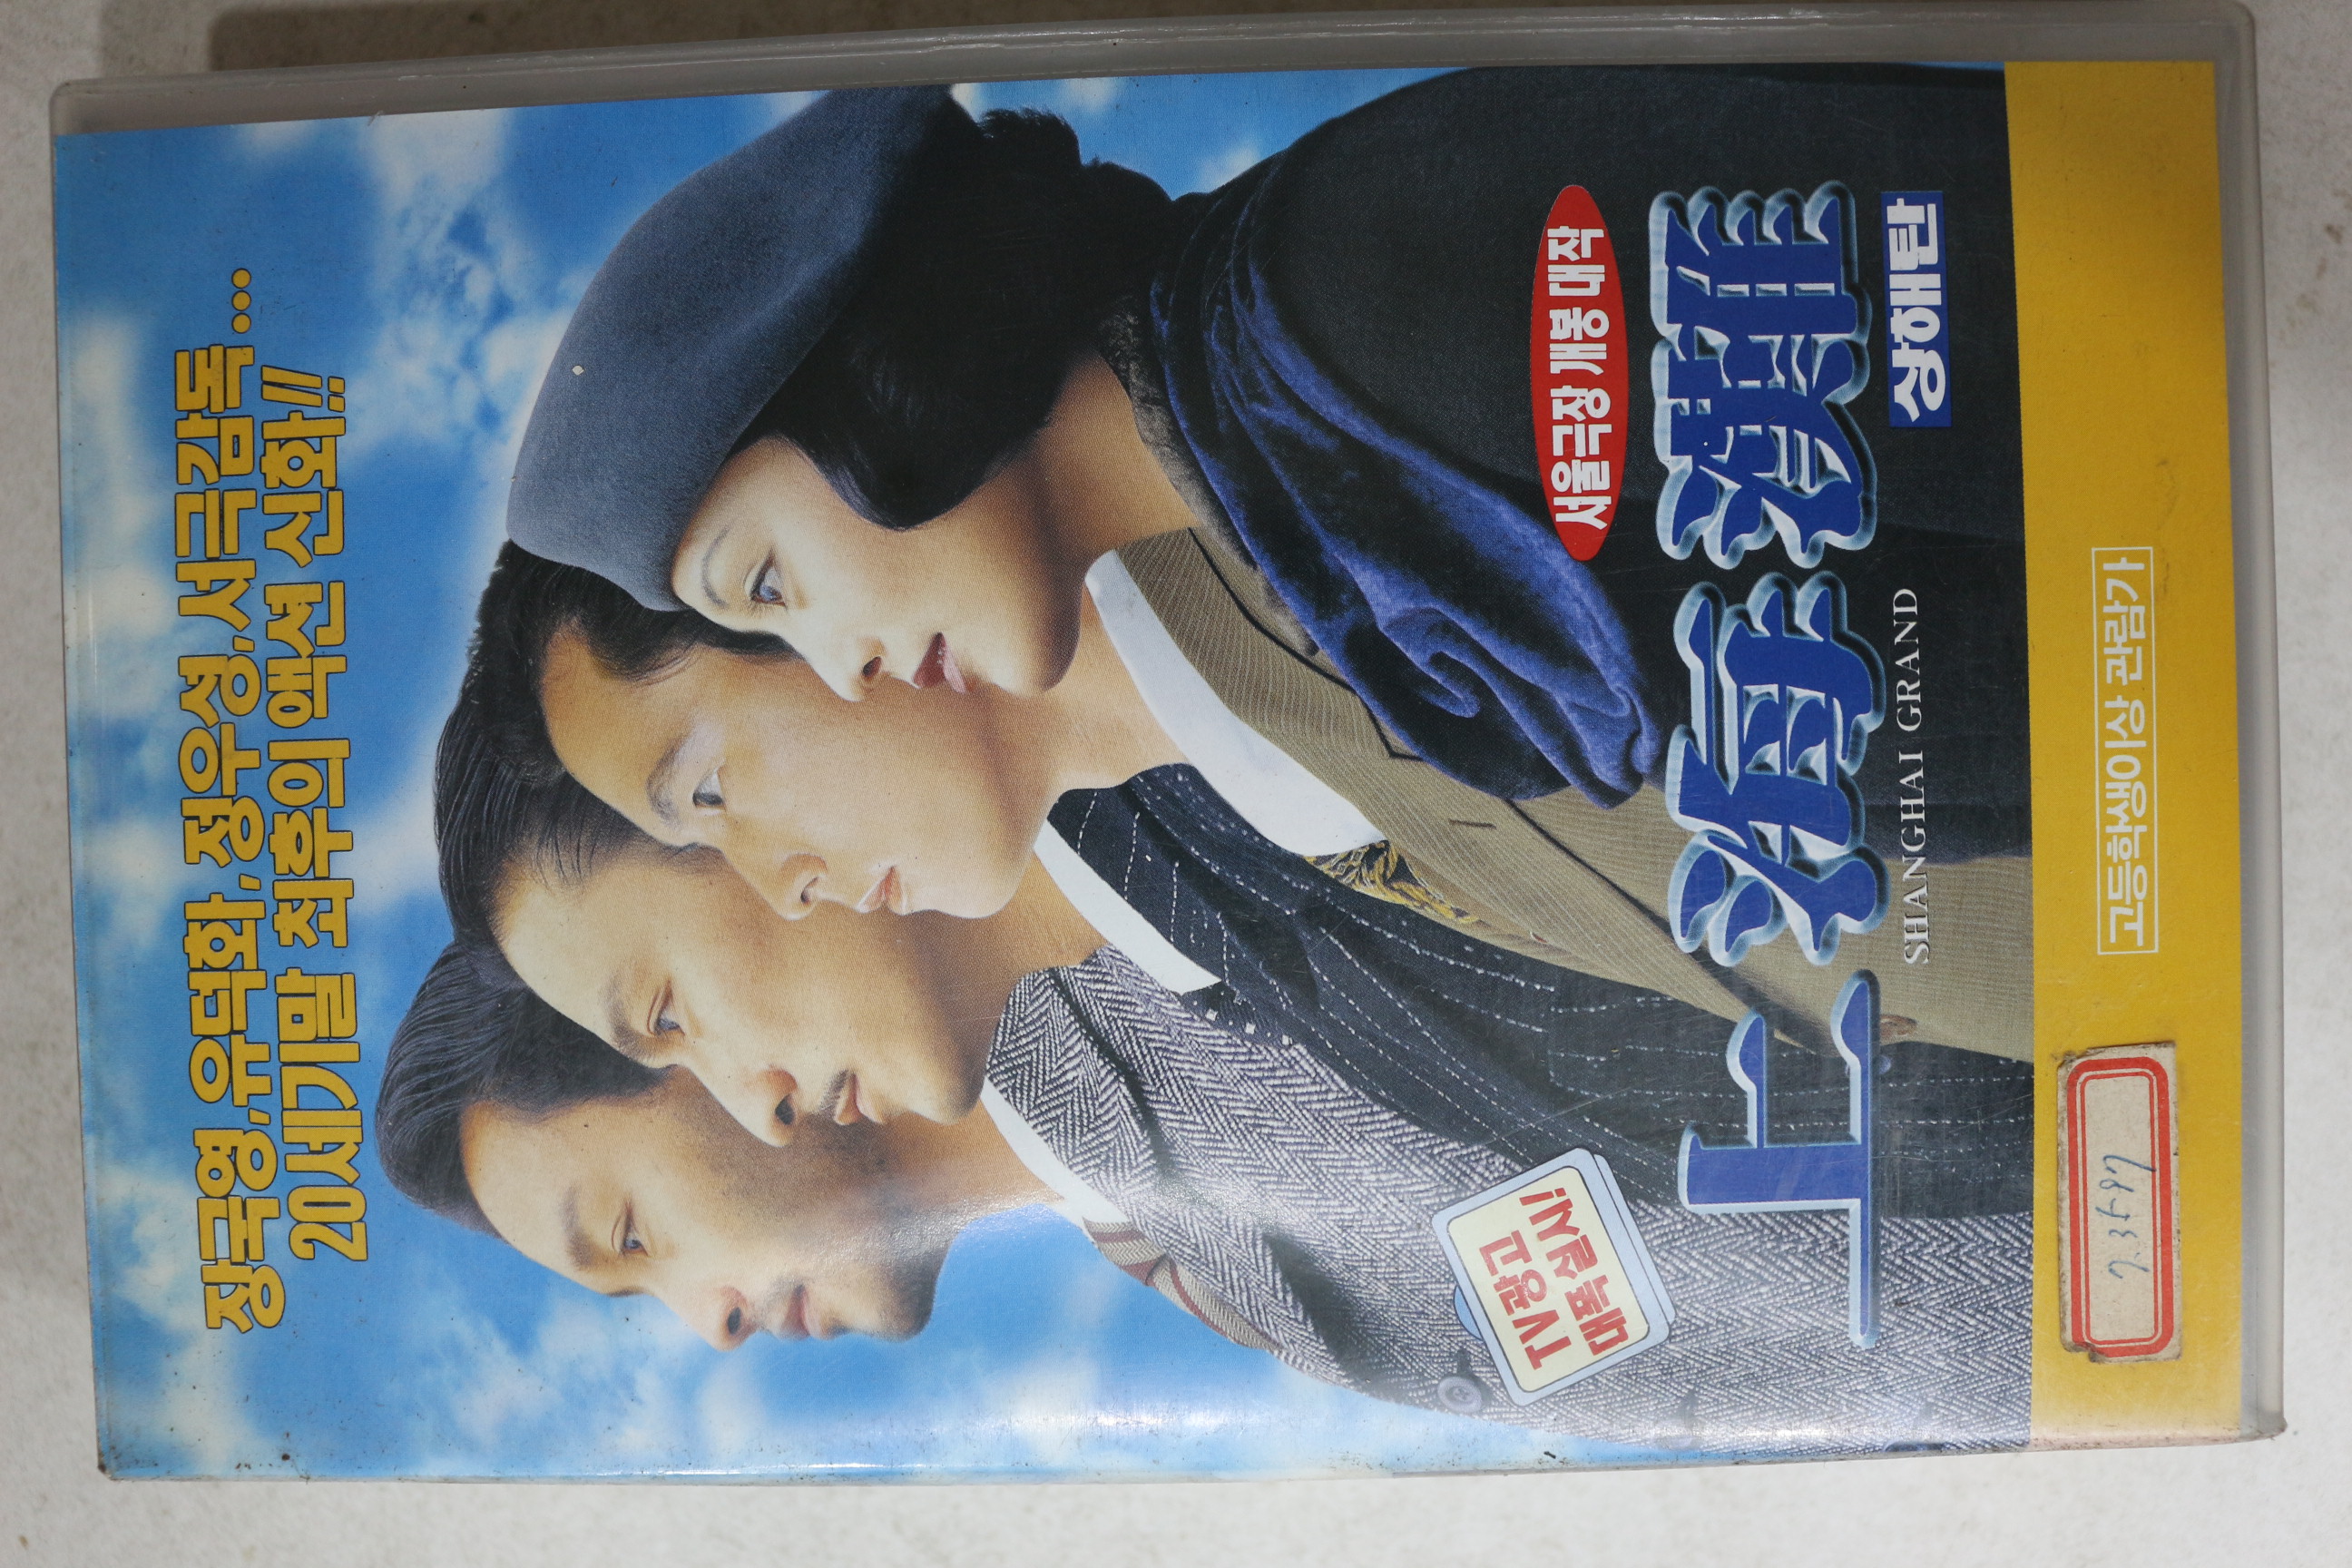 장국영,유덕화,정우성,서극감독...
20세기말 최후의 액션 신화!!
TV광고
대폭실시!
서울극장 개봉 대작
上海灘
SHANGHAI GRAND
상해탄
고등학생이상 관람가